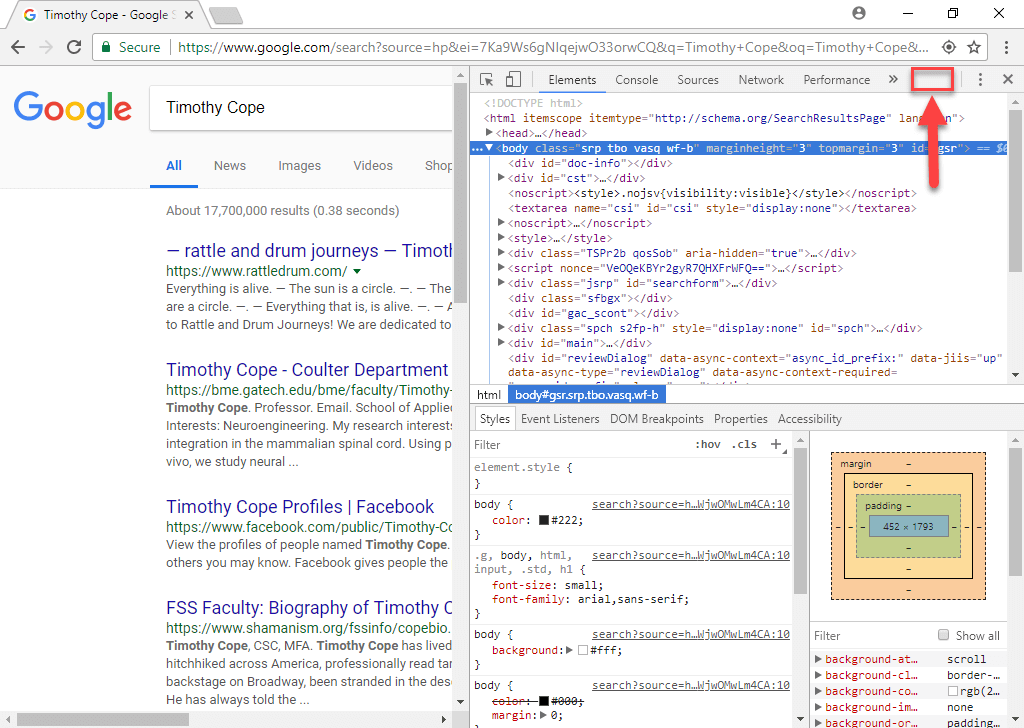 Timothy Cope - Google S
Secure
https://www.google.com/search?source=hp&ei=7Ka9Ws6gNIqejwO33orwCQ&q=Timothy+Cope&oq=Timothy+Cope&...
Google
Timothy Cope
All News Images Videos Shop
About 17,700,000 results (0.38 seconds)
— rattle and drum journeys — Timoth
https://www.rattledrum.com/
Everything is alive. — The sun is a circle. —. —
are a circle. —. — Everything that is, is alive. —. — A
to Rattle and Drum Journeys! We are dedicated to
Timothy Cope - Coulter Department
https://bme.gatech.edu/bme/faculty/Timothy-
Timothy Cope. Professor. Email. School of Applied
Interests: Neuroengineering. My research interests
integration in the mammalian spinal cord. Using p
vivo, we study neural ...
Timothy Cope Profiles | Facebook
https://www.facebook.com/public/Timothy-Co
View the profiles of people named Timothy Cope.
others you may know. Facebook gives people the
FSS Faculty: Biography of Timothy C
https://www.shamanism.org/fssinfo/copebio.
Timothy Cope, CSC, MFA. Timothy Cope has lived
hitchhiked across America, professionally read tar
backstage on Broadway, been stranded in the dese
He has always told the ...
Elements Console Sources Network Performance »
<!DOCTYPE html>
<html itemscope itemtype="http://schema.org/SearchResultsPage" lang="en">
<head>…</head>
<body class="srp tbo vasq wf-b" marginheight="3" topmargin="3" id="gsr"> == $0
<div id="doc-info"></div>
<div id="cst">…</div>
<noscript><style>.nojsv{visibility:visible}</style></noscript>
<textarea name="csi" id="csi" style="display:none"></textarea>
<noscript>…</noscript>
<style>…</style>
<div class="TSPr2b qosSob" aria-hidden="true">…</div>
<script nonce="VeOQeKBYr2gyR7QHXFrWFQ==">…</script>
<div class="jsrp" id="searchform">…</div>
<div class="sfbgx"></div>
<div id="gac_scont"></div>
<div class="spch s2fp-h" style="display:none" id="spch">…</div>
<div id="main">…</div>
<div id="reviewDialog" data-async-context="async_id_prefix:" data-jiis="up"
data-async-type="reviewDialog" data-async-context-required=
html body#gsr.srp.tbo.vasq.wf-b
Styles Event Listeners DOM Breakpoints Properties Accessibility
Filter :hov .cls +
element.style {
}
body { search?source=h…WjwOMwLm4CA:10
color: #222;
}
.g, body, html, search?source=h…WjwOMwLm4CA:10
input, .std, h1 {
font-size: small;
font-family: arial,sans-serif;
}
body { search?source=h…WjwOMwLm4CA:10
background: #fff;
}
body { search?source=h…WjwOMwLm4CA:10
color: #000;
margin: 0;
margin –
border –
padding –
– – – 452 × 1793 – – –
–
–
–
Filter Show all
background-at… scroll
background-cl… border-…
background-co… rgb(2…
background-im… none
background-or… padding…